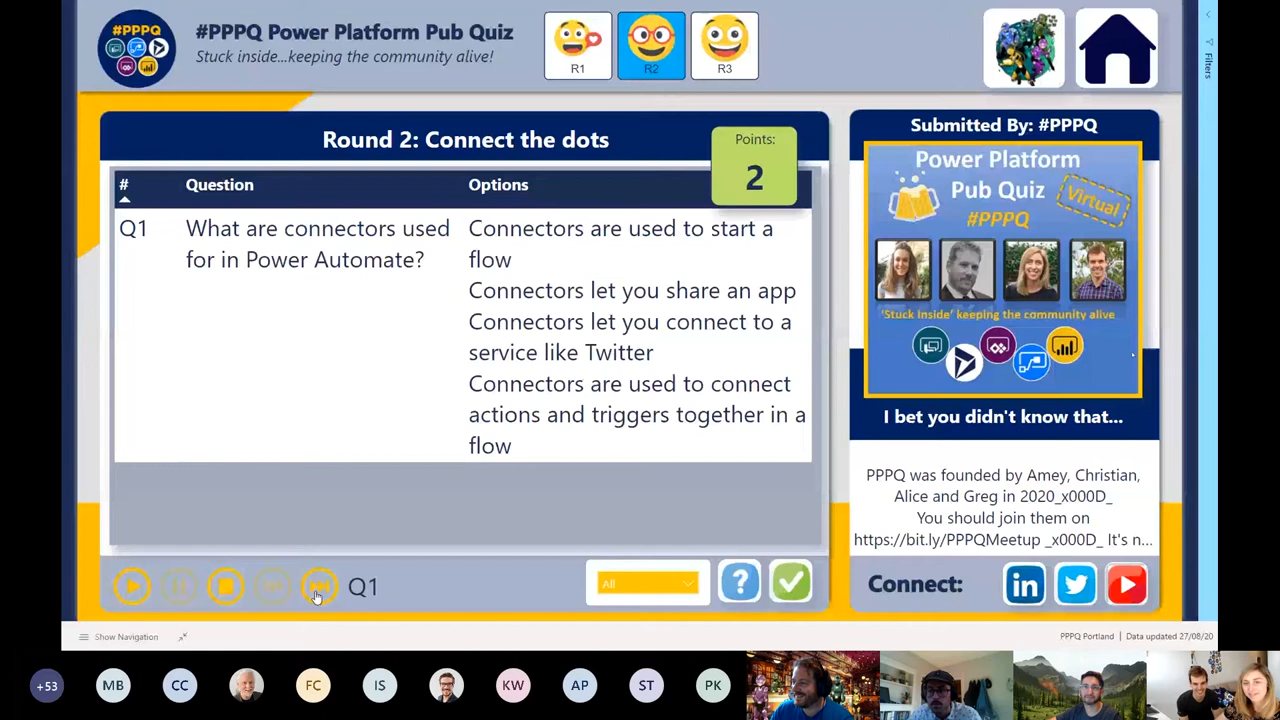 #PPPQ
#PPPQ Power Platform Pub Quiz
Stuck inside...keeping the community alive!
R1
R2
R3
Filters
Round 2: Connect the dots
Points:
2
# Question Options
Q1
What are connectors used
for in Power Automate?
Connectors are used to start a
flow
Connectors let you share an app
Connectors let you connect to a
service like Twitter
Connectors are used to connect
actions and triggers together in a
flow
Submitted By: #PPPQ
Power Platform
Pub Quiz
Virtual
#PPPQ
'Stuck Inside' keeping the community alive
I bet you didn't know that...
PPPQ was founded by Amey, Christian,
Alice and Greg in 2020_x000D_
You should join them on
https://bit.ly/PPPQMeetup _x000D_ It's n...
Q1
All
?
Connect:
in
Show Navigation
PPPQ Portland | Data updated 27/08/20
+53
MB
CC
FC
IS
KW
AP
ST
PK